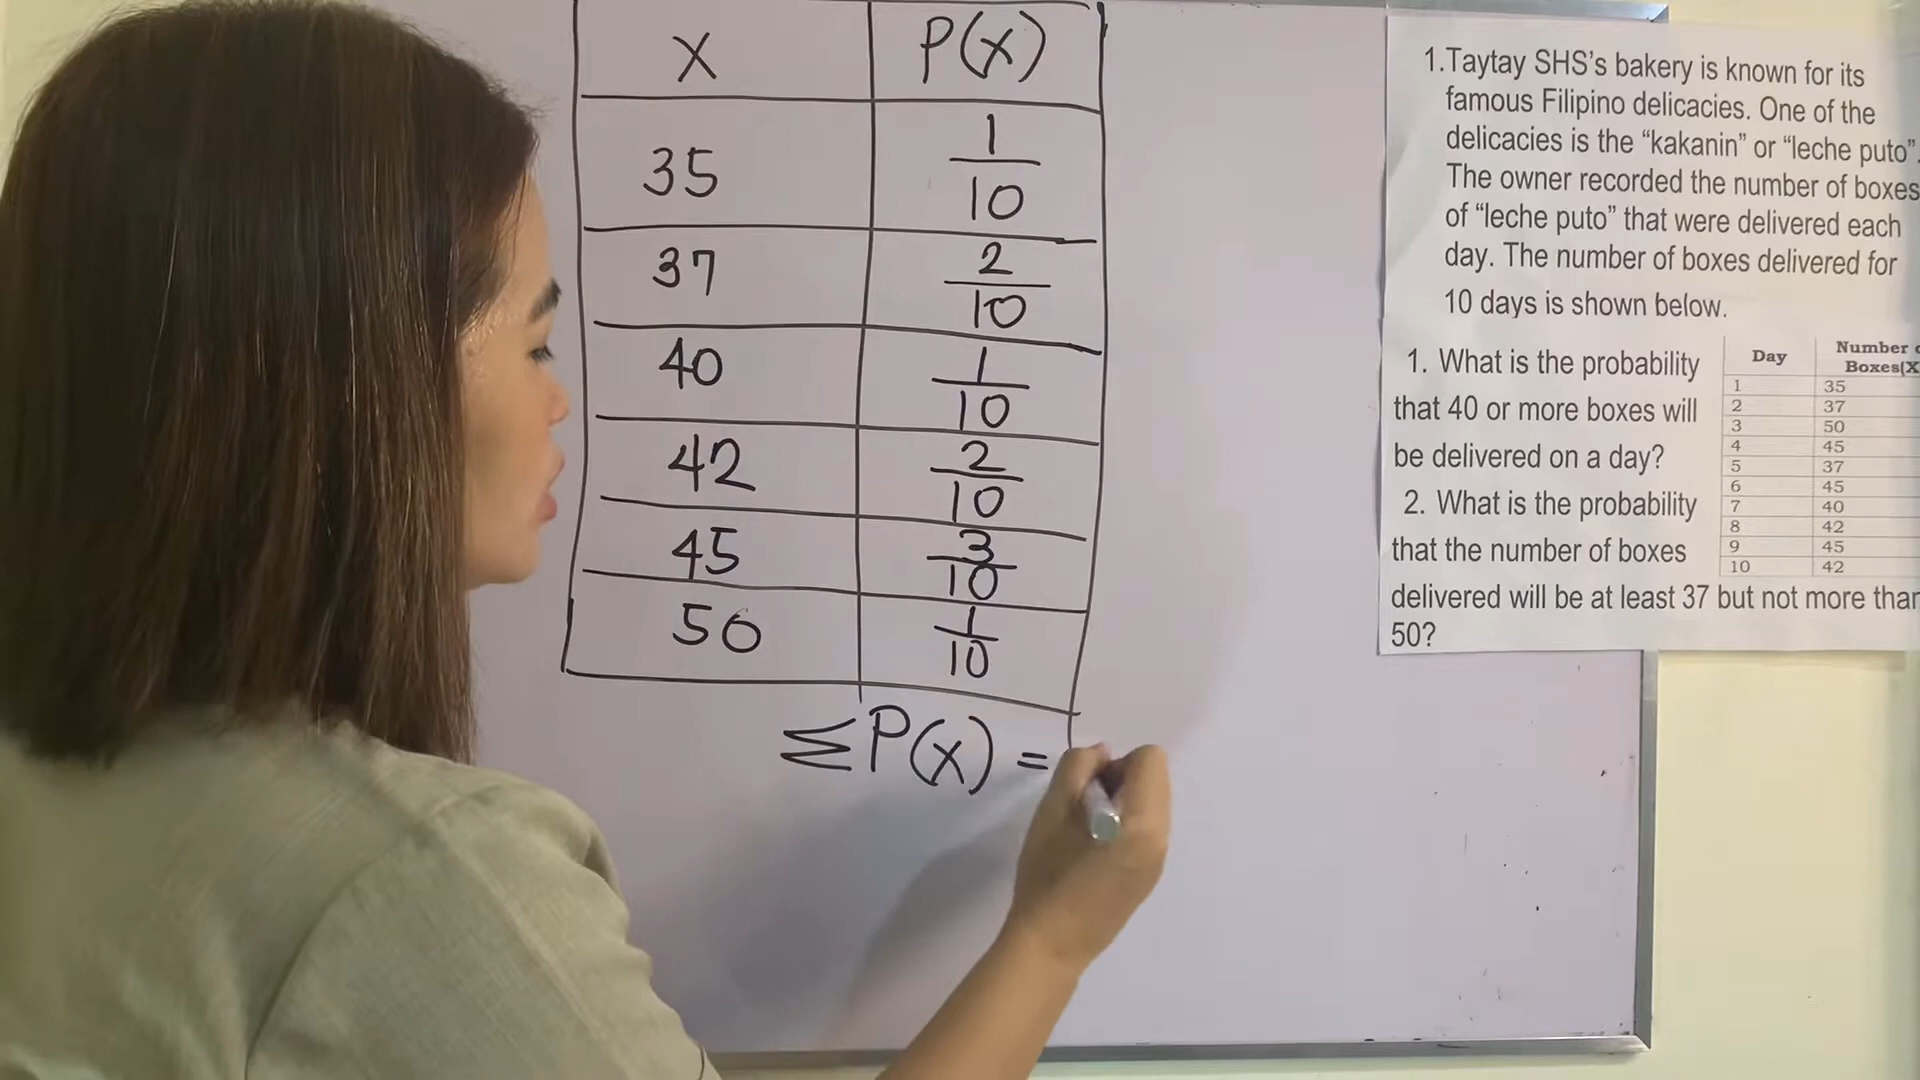 X P(X)
35 1/10
37 2/10
40 1/10
42 2/10
45 3/10
50 1/10
∑P(X) =
1.Taytay SHS's bakery is known for its
famous Filipino delicacies. One of the
delicacies is the “kakanin” or “leche puto”.
The owner recorded the number of boxes
of “leche puto” that were delivered each
day. The number of boxes delivered for
10 days is shown below.
1. What is the probability
that 40 or more boxes will
be delivered on a day?
2. What is the probability
that the number of boxes
delivered will be at least 37 but not more than
50?
Day Number
Boxes(X
1 35
2 37
3 50
4 45
5 37
6 45
7 40
8 42
9 45
10 42